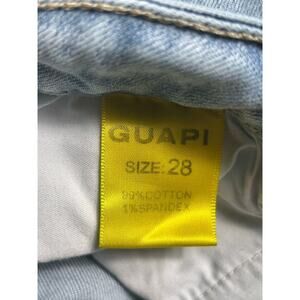 GUAPI
SIZE: 28
99%COTTON
1%SPANDEX